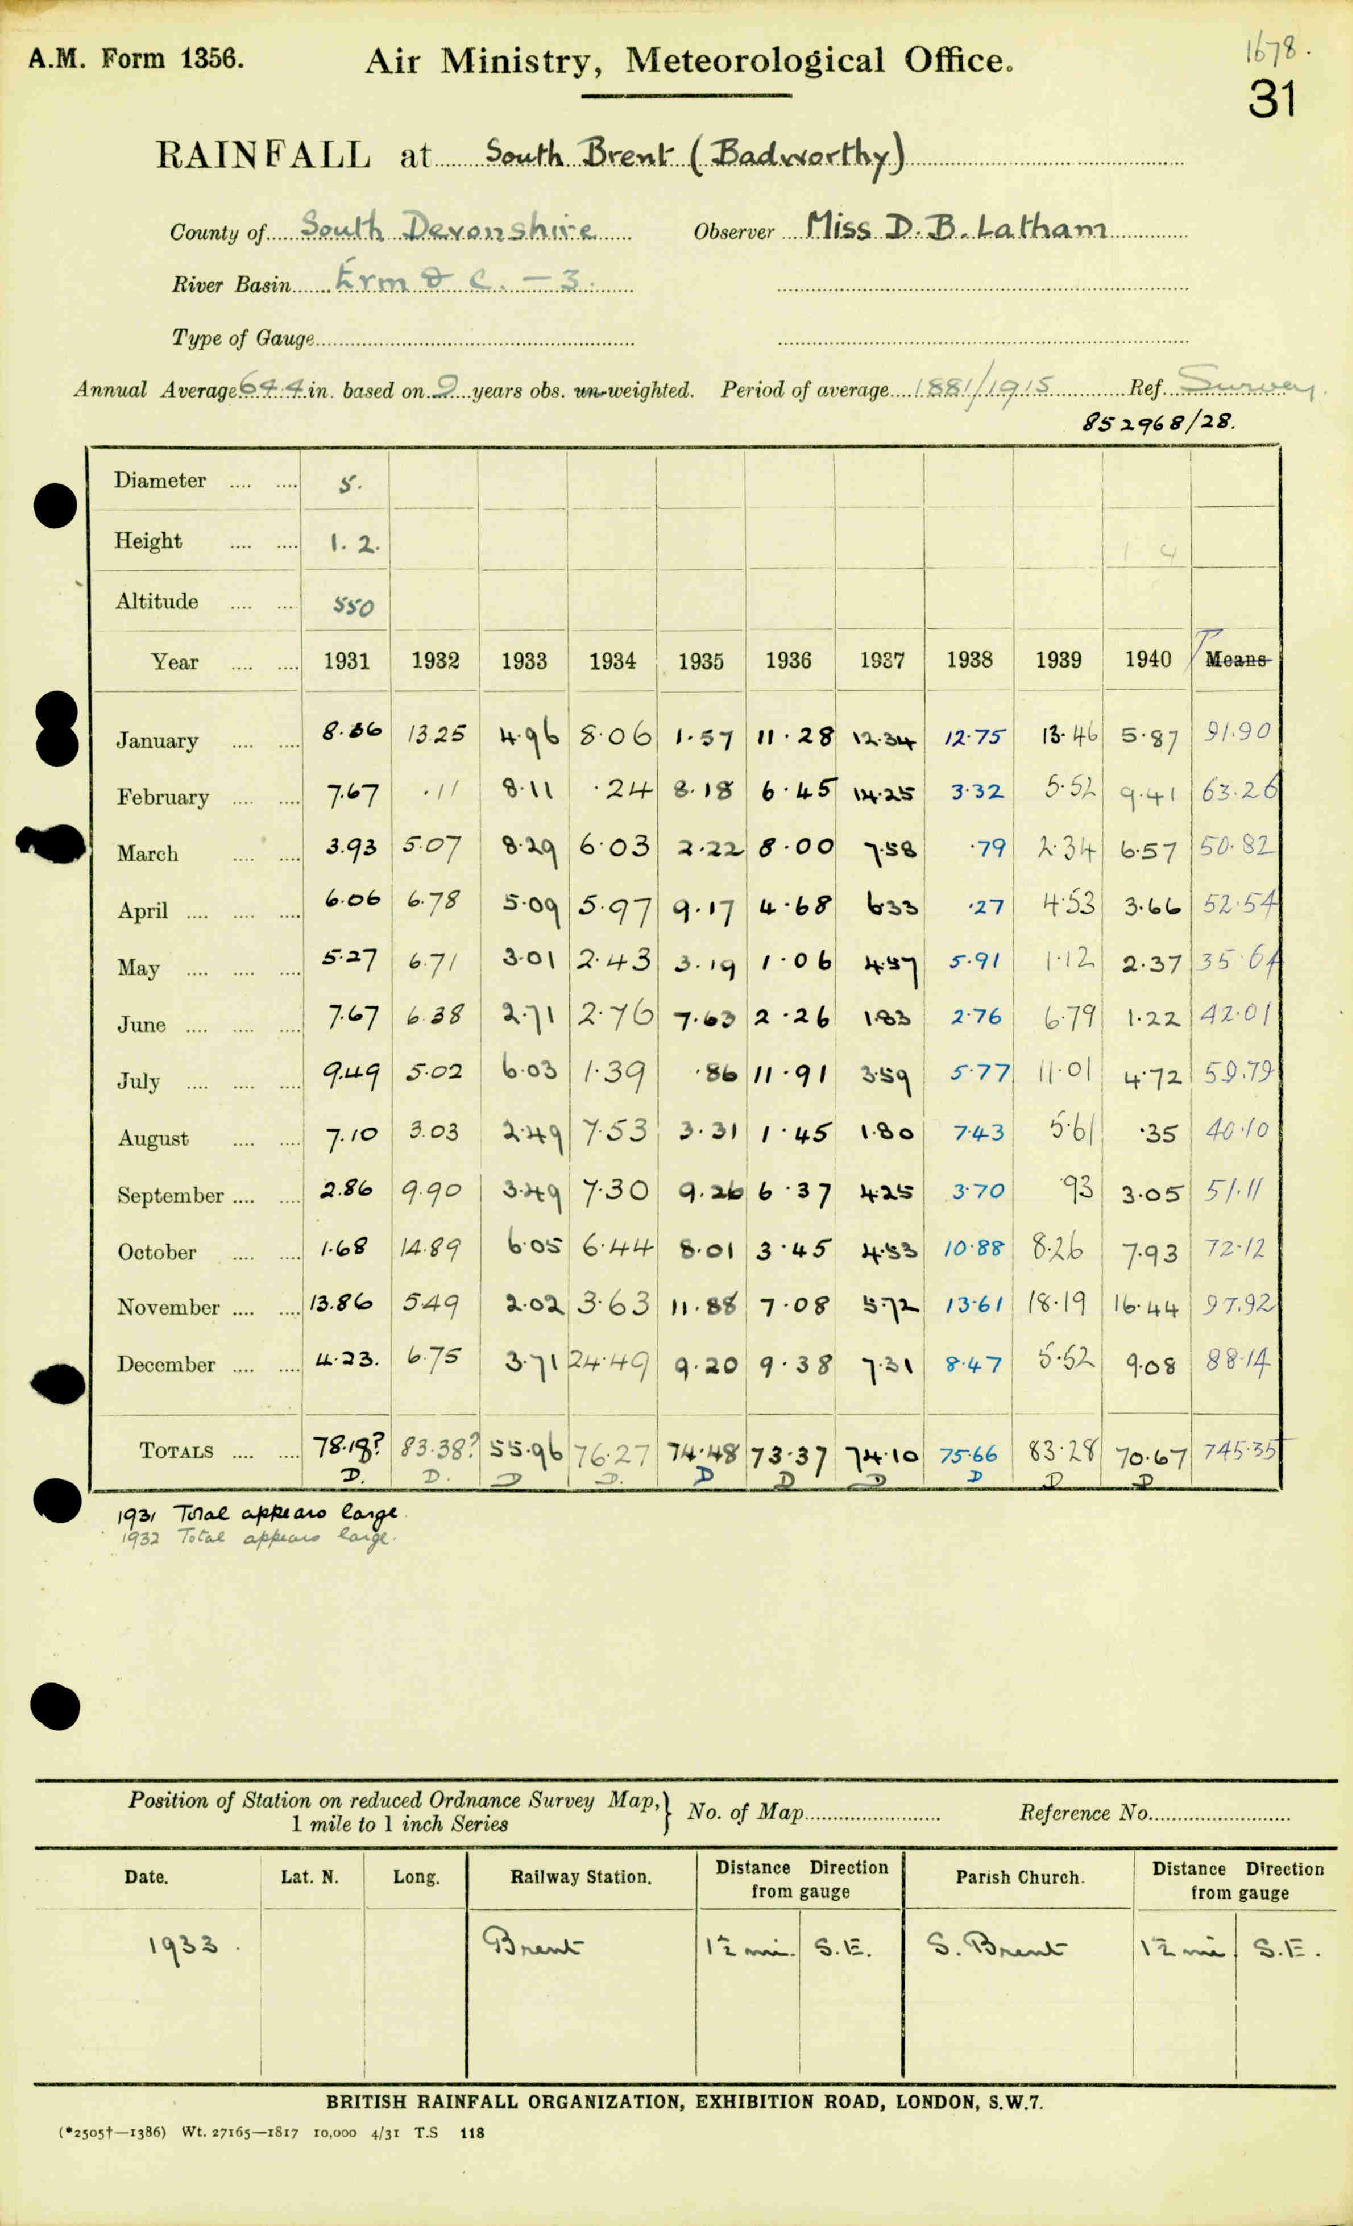 A.M. Form 1356. Air Ministry, Meteorological Office. 1678.
31
RAINFALL at South Brent (Badworthy)
County of South Devonshire Observer Miss D. B. Latham
River Basin Erm & C. — 3.
Type of Gauge
Annual Average 64.4 in. based on 9 years obs. un-weighted. Period of average 1881/1915 Ref. Survey.
852968/28.
Diameter .... .... 5.
Height .... .... 1. 2.
Altitude .... .... 550
Year .... .... 1931 1932 1933 1934 1935 1936 1937 1938 1939 1940 T Means
January .... .... 8.36 13.25 4.96 8.06 1.57 11.28 12.34 12.75 13.46 5.87 91.90
February .... .... 7.67 .11 8.11 .24 8.18 6.45 14.25 3.32 5.52 9.41 63.26
March .... .... 3.93 5.07 8.29 6.03 2.22 8.00 7.58 .79 2.34 6.57 50.82
April .... .... .... 6.06 6.78 5.09 5.97 9.17 4.68 6.33 .27 4.53 3.66 52.54
May .... .... .... 5.27 6.71 3.01 2.43 3.19 1.06 4.57 5.91 1.12 2.37 35.64
June .... .... .... 7.67 6.38 2.71 2.76 7.63 2.26 1.83 2.76 6.79 1.22 42.01
July .... .... .... 9.49 5.02 6.03 1.39 .86 11.91 3.59 5.77 11.01 4.72 59.79
August .... .... 7.10 3.03 2.49 7.53 3.31 1.45 1.80 7.43 5.61 .35 40.10
September .... .... 2.86 9.90 3.49 7.30 9.26 6.37 4.25 3.70 .93 3.05 51.11
October .... .... 1.68 14.89 6.05 6.44 8.01 3.45 4.53 10.88 8.26 7.93 72.12
November .... .... 13.86 5.49 2.02 3.63 11.88 7.08 5.72 13.61 18.19 16.44 97.92
December .... .... 4.23. 6.75 3.71 24.49 9.20 9.38 7.31 8.47 5.52 9.08 88.14
TOTALS .... .... 78.18? 83.38? 55.96 76.27 74.48 73.37 74.10 75.66 83.28 70.67 745.35
D. D. D D. D D D D D D
1931 Total appears large.
1932 Total appears large.
Position of Station on reduced Ordnance Survey Map,} No. of Map Reference No.
1 mile to 1 inch Series
Date. Lat. N. Long. Railway Station. Distance Direction from gauge Parish Church. Distance Direction from gauge
1933. Brent 1½ mi. S.E. S. Brent 1½ mi S.E.
BRITISH RAINFALL ORGANIZATION, EXHIBITION ROAD, LONDON, S.W.7.
(*2505†—1386) Wt. 27165—1817 10,000 4/31 T.S 118